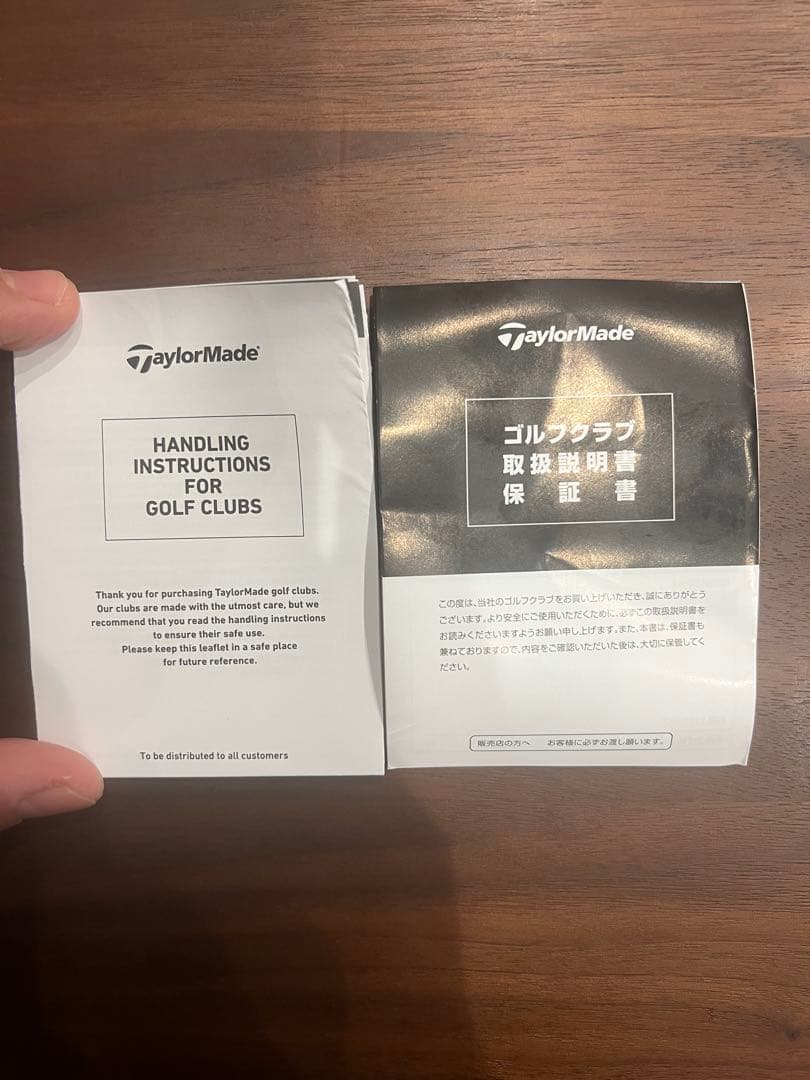 TaylorMade
HANDLING
INSTRUCTIONS
FOR
GOLF CLUBS
Thank you for purchasing TaylorMade golf clubs.
Our clubs are made with the utmost care, but we
recommend that you read the handling instructions
to ensure their safe use.
Please keep this leaflet in a safe place
for future reference.
To be distributed to all customers
TaylorMade
ゴルフクラブ
取扱説明書
保証書
この度は、当社のゴルフクラブをお買い上げいただき、誠にありがとう
ございます。より安全にご使用いただくために、必ずこの取扱説明書を
お読みくださいますようお願い申し上げます。また、本書は、保証書も
兼ねておりますので、内容をご確認いただいた後は、大切に保管してく
ださい。
販売店の方へ お客様に必ずお渡し願います。